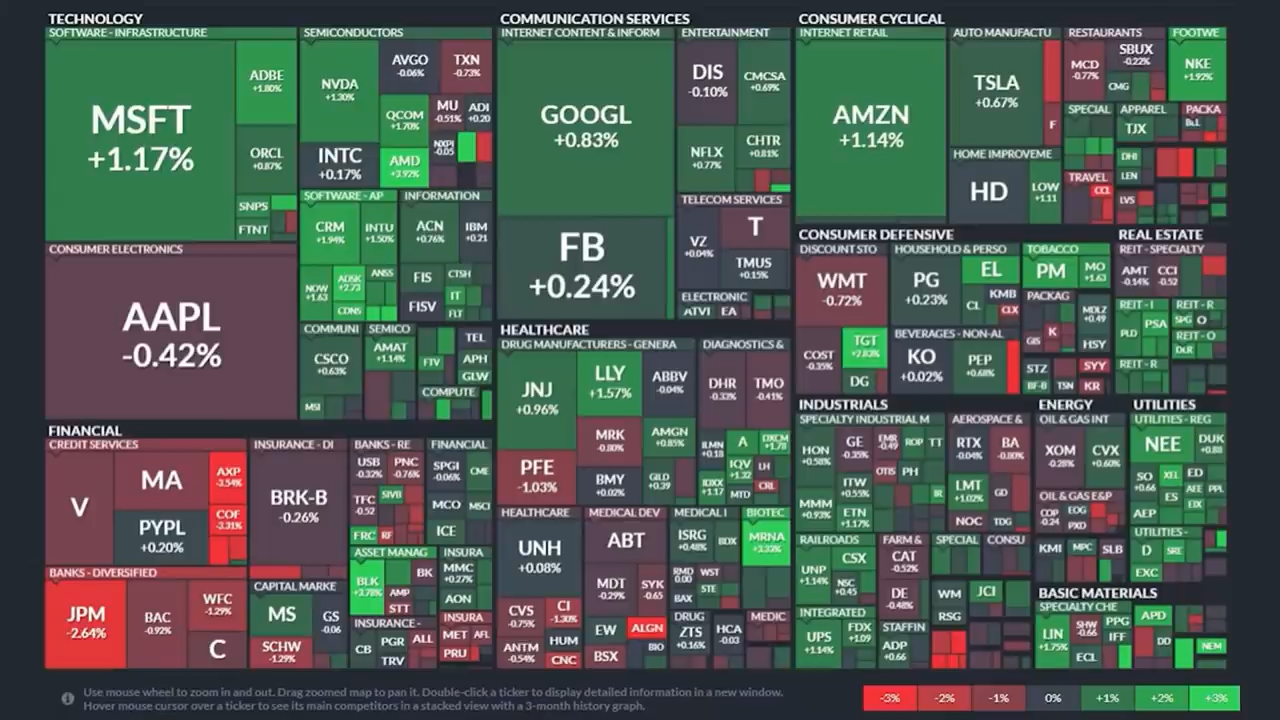 TECHNOLOGY
SOFTWARE - INFRASTRUCTURE
MSFT
+1.17%
ADBE
+1.80%
ORCL
+0.87%
SNPS
FTNT
SEMICONDUCTORS
NVDA
+1.30%
AVGO
-0.06%
TXN
-0.73%
QCOM
+1.70%
MU
-0.51%
ADI
+0.20
NXPI
-0.05
INTC
+0.17%
AMD
+3.92%
SOFTWARE - AP
CRM
+1.94%
INTU
+1.50%
NOW
+1.63
ADSK
+2.73
ANSS
CDNS
INFORMATION
ACN
+0.76%
IBM
+0.21
FIS
CTSH
FISV
IT
FLT
CONSUMER ELECTRONICS
AAPL
-0.42%
COMMUNI
CSCO
+0.63%
MSI
SEMICO
AMAT
+1.14%
TEL
FTV
APH
GLW
COMPUTE
COMMUNICATION SERVICES
INTERNET CONTENT & INFORM
GOOGL
+0.83%
FB
+0.24%
ENTERTAINMENT
DIS
-0.10%
CMCSA
+0.69%
NFLX
+0.77%
CHTR
+0.81%
TELECOM SERVICES
VZ
+0.04%
T
TMUS
+0.15%
ELECTRONIC
ATVI
EA
CONSUMER CYCLICAL
INTERNET RETAIL
AMZN
+1.14%
AUTO MANUFACTU
TSLA
+0.67%
F
HOME IMPROVEME
HD
LOW
+1.11
RESTAURANTS
MCD
-0.77%
SBUX
-0.22%
CMG
FOOTWE
NKE
+1.92%
SPECIAL
APPAREL
TJX
PACKA
BLL
DHI
LEN
TRAVEL
CCL
LVS
CONSUMER DEFENSIVE
DISCOUNT STO
WMT
-0.72%
COST
-0.35%
TGT
+2.83%
DG
HOUSEHOLD & PERSO
PG
+0.23%
EL
CL
KMB
CLX
BEVERAGES - NON-AL
KO
+0.02%
PEP
+0.68%
TOBACCO
PM
MO
+1.63
PACKAG
MDLZ
+0.49
GIS
K
HSY
STZ
BF-B
TSN
SYY
KR
REAL ESTATE
REIT - SPECIALTY
AMT
-0.14%
CCI
-0.52
REIT - I
PLD
PSA
REIT - R
SPG
O
REIT - O
DLR
REIT - R
FINANCIAL
CREDIT SERVICES
V
MA
PYPL
+0.20%
AXP
-3.54%
COF
-3.31%
BANKS - DIVERSIFIED
JPM
-2.64%
BAC
-0.92%
WFC
-1.29%
C
INSURANCE - DI
BRK-B
-0.26%
CAPITAL MARKE
MS
GS
-0.06
SCHW
-1.29%
BANKS - RE
USB
-0.32%
PNC
-0.76%
TFC
-0.52
SIVB
FRC
RF
FINANCIAL
SPGI
-0.06%
CME
MCO
MSCI
ICE
ASSET MANAG
BLK
+3.78%
BK
AMP
STT
INSURA
MMC
+0.27%
AON
INSURANCE -
CB
PGR
ALL
TRV
INSURA
MET
AFL
PRU
HEALTHCARE
DRUG MANUFACTURERS - GENERA
JNJ
+0.96%
LLY
+1.57%
ABBV
-0.04%
MRK
-0.80%
AMGN
+0.85%
PFE
-1.03%
BMY
+0.02%
GILD
+0.39
DIAGNOSTICS &
DHR
-0.33%
TMO
-0.41%
ILMN
+0.18
A
DXCM
+1.78
IQV
+1.32
LH
IDXX
+1.17
CRL
MTD
HEALTHCARE
UNH
+0.08%
CVS
-0.75%
CI
-1.30%
ANTM
-0.54%
HUM
CNC
MEDICAL DEV
ABT
MDT
-0.29%
SYK
-0.65
EW
ALGN
BSX
BIO
MEDICAL I
ISRG
+0.48%
BDX
RMD
0.00
WST
STE
BAX
BIOTEC
MRNA
+3.35%
DRUG
ZTS
+0.16%
HCA
-0.03
MEDIC
INDUSTRIALS
SPECIALTY INDUSTRIAL M
HON
+0.58%
GE
-0.35%
EMR
-0.49
ROP
TT
OTIS
PH
MMM
+0.93%
ITW
+0.55%
ETN
+1.17%
IR
AEROSPACE &
RTX
-0.04%
BA
-0.80%
LMT
+1.02%
GD
NOC
TDG
RAILROADS
UNP
+1.14%
CSX
NSC
+0.45
FARM &
CAT
-0.52%
DE
-0.48%
SPECIAL
CONSU
WM
JCI
RSG
INTEGRATED
UPS
+1.14%
FDX
+1.09
STAFFIN
ADP
+0.66
ENERGY
OIL & GAS INT
XOM
-0.28%
CVX
+0.60%
OIL & GAS E&P
COP
-0.24
EOG
PXD
KMI
MPC
SLB
UTILITIES
UTILITIES - REG
NEE
DUK
+0.88
SO
+0.66
XEL
ED
AEE
PPL
ES
EIX
AEP
UTILITIES -
D
SRE
EXC
BASIC MATERIALS
SPECIALTY CHE
LIN
+1.75%
SHW
-0.66
PPG
IFF
ECL
APD
DD
NEM
Use mouse wheel to zoom in and out. Drag zoomed map to pan it. Double-click a ticker to display detailed information in a new window.
Hover mouse cursor over a ticker to see its main competitors in a stacked view with a 3-month history graph.
-3%
-2%
-1%
0%
+1%
+2%
+3%